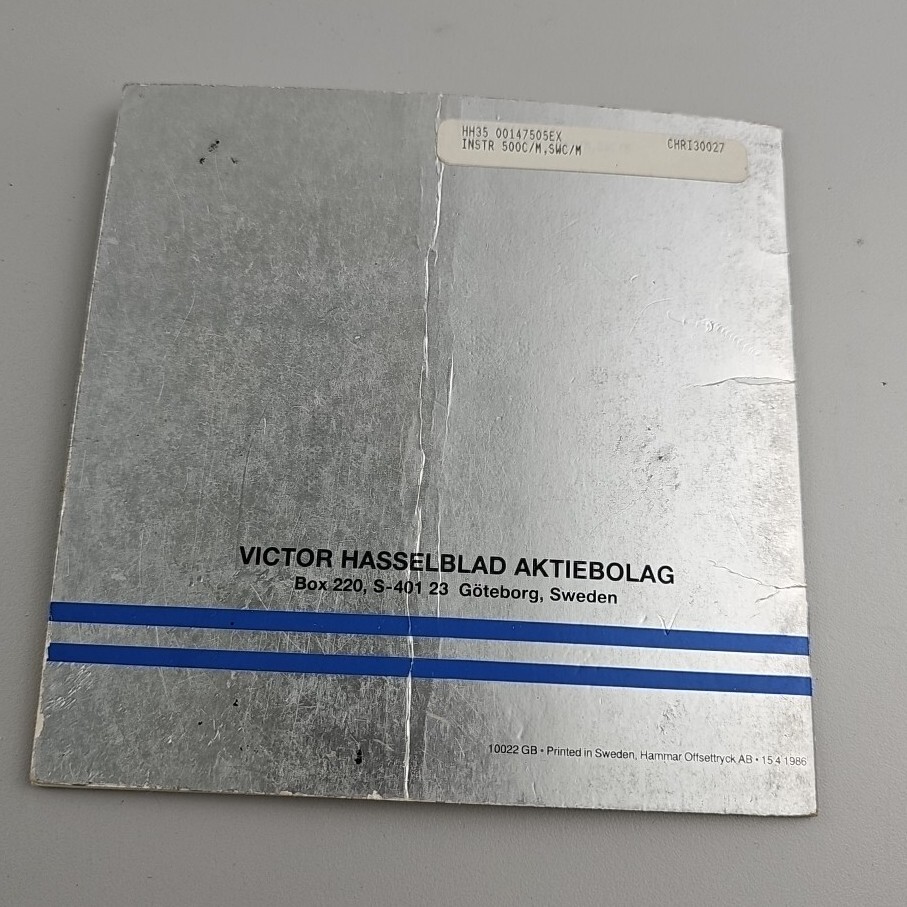 HH35 00147505EX
INSTR 500C/M,SWC/M CHRI30027
VICTOR HASSELBLAD AKTIEBOLAG
Box 220, S-401 23 Göteborg, Sweden
10022 GB • Printed in Sweden, Hammar Offsettryck AB • 15 4 1986